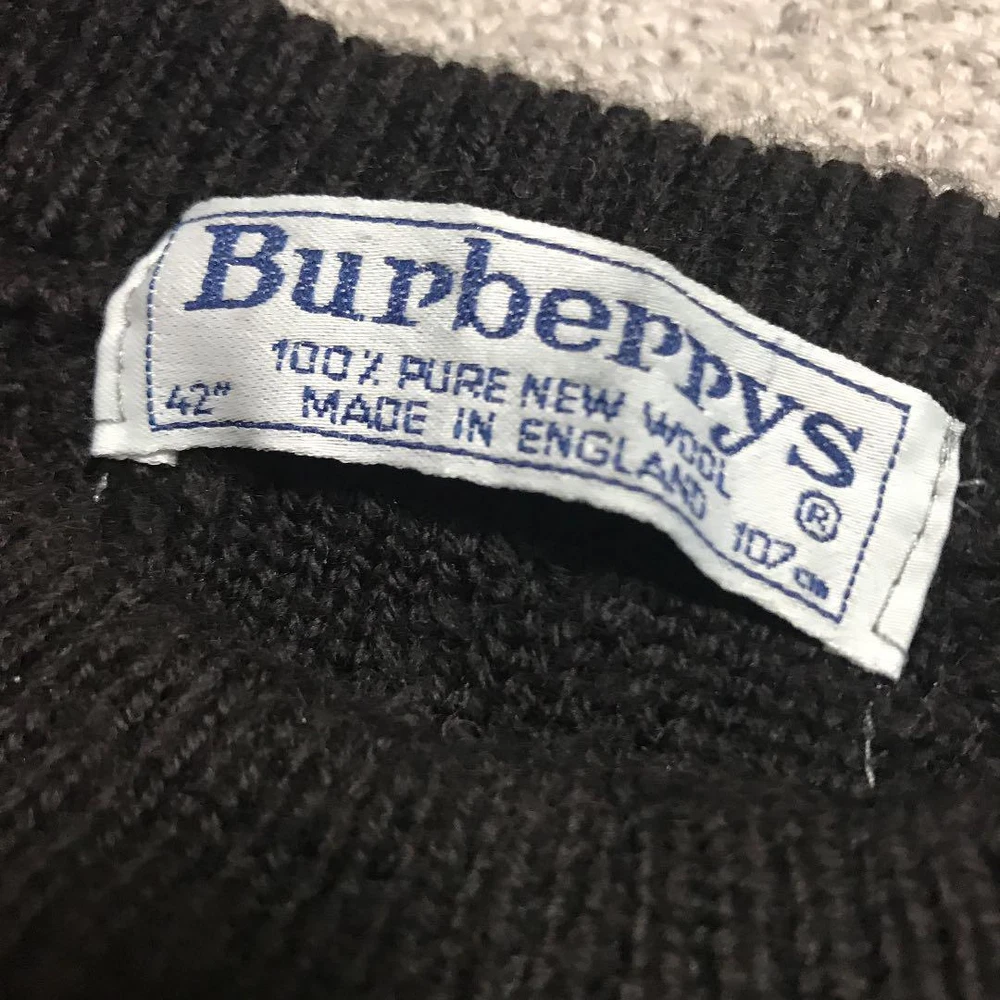 Burberrys®
100% PURE NEW WOOL
42" MADE IN ENGLAND 107 cm